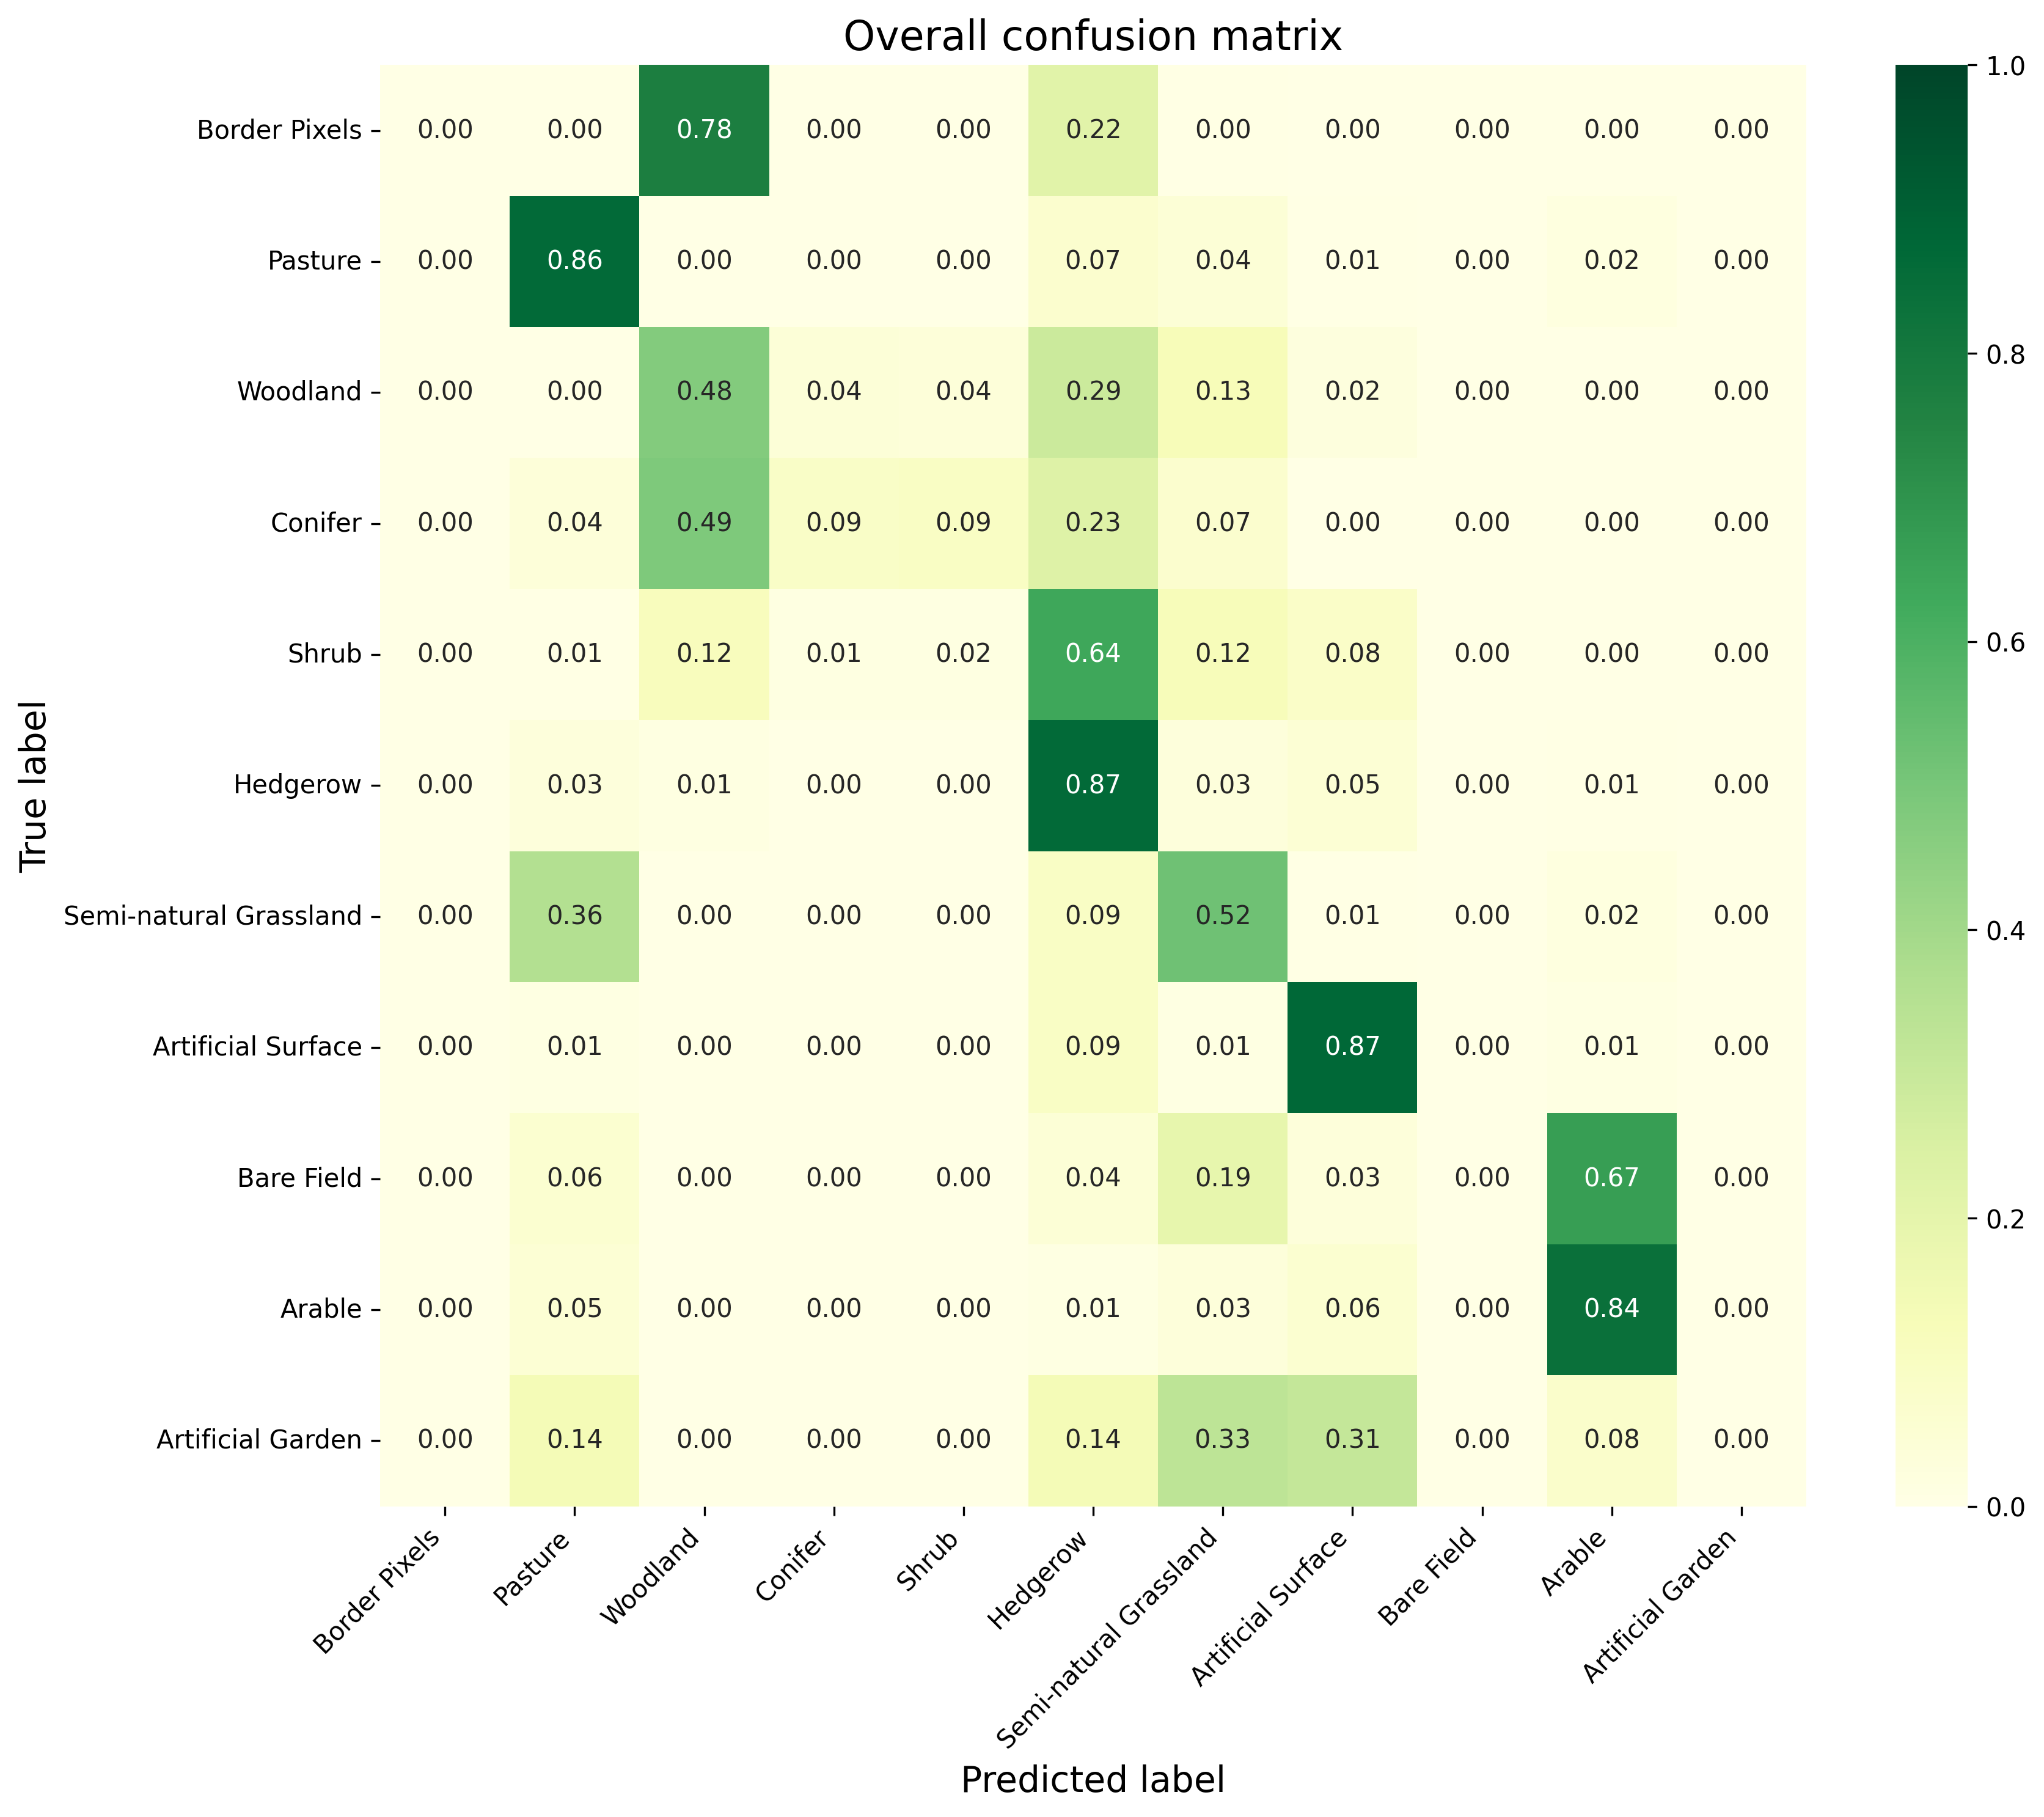 Overall confusion matrix
Border Pixels 0.00 0.00 0.78 0.00 0.00 0.22 0.00 0.00 0.00 0.00 0.00
Pasture 0.00 0.86 0.00 0.00 0.00 0.07 0.04 0.01 0.00 0.02 0.00
Woodland 0.00 0.00 0.48 0.04 0.04 0.29 0.13 0.02 0.00 0.00 0.00
Conifer 0.00 0.04 0.49 0.09 0.09 0.23 0.07 0.00 0.00 0.00 0.00
Shrub 0.00 0.01 0.12 0.01 0.02 0.64 0.12 0.08 0.00 0.00 0.00
Hedgerow 0.00 0.03 0.01 0.00 0.00 0.87 0.03 0.05 0.00 0.01 0.00
Semi-natural Grassland 0.00 0.36 0.00 0.00 0.00 0.09 0.52 0.01 0.00 0.02 0.00
Artificial Surface 0.00 0.01 0.00 0.00 0.00 0.09 0.01 0.87 0.00 0.01 0.00
Bare Field 0.00 0.06 0.00 0.00 0.00 0.04 0.19 0.03 0.00 0.67 0.00
Arable 0.00 0.05 0.00 0.00 0.00 0.01 0.03 0.06 0.00 0.84 0.00
Artificial Garden 0.00 0.14 0.00 0.00 0.00 0.14 0.33 0.31 0.00 0.08 0.00
True label
Border Pixels
Pasture
Woodland
Conifer
Shrub
Hedgerow
Semi-natural Grassland
Artificial Surface
Bare Field
Arable
Artificial Garden
Predicted label
1.0
0.8
0.6
0.4
0.2
0.0